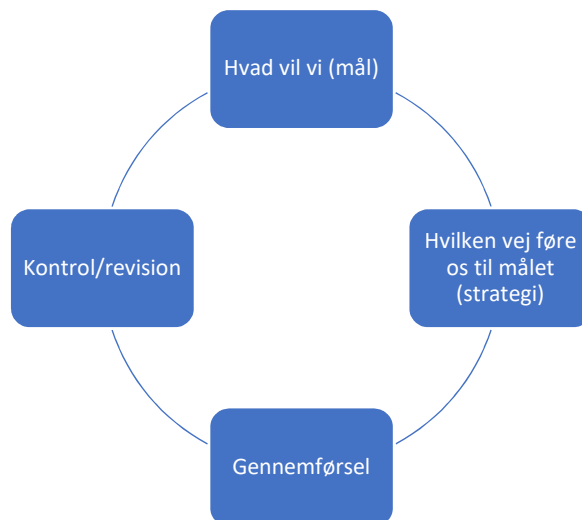 Hvad vil vi (mål)
Hvilken vej føre
os til målet
(strategi)
Kontrol/revision
Gennemførsel